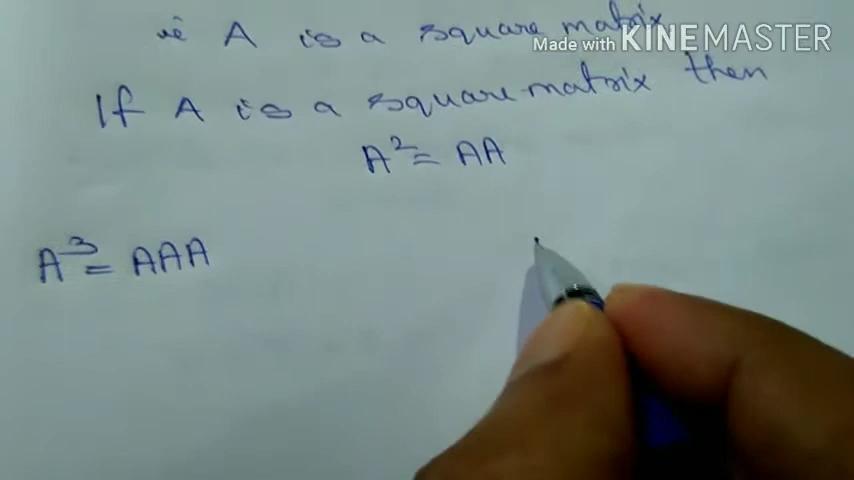 ie A is a square matrix
Made with KINEMASTER
If A is a square matrix then
A² = AA
A³ = AAA